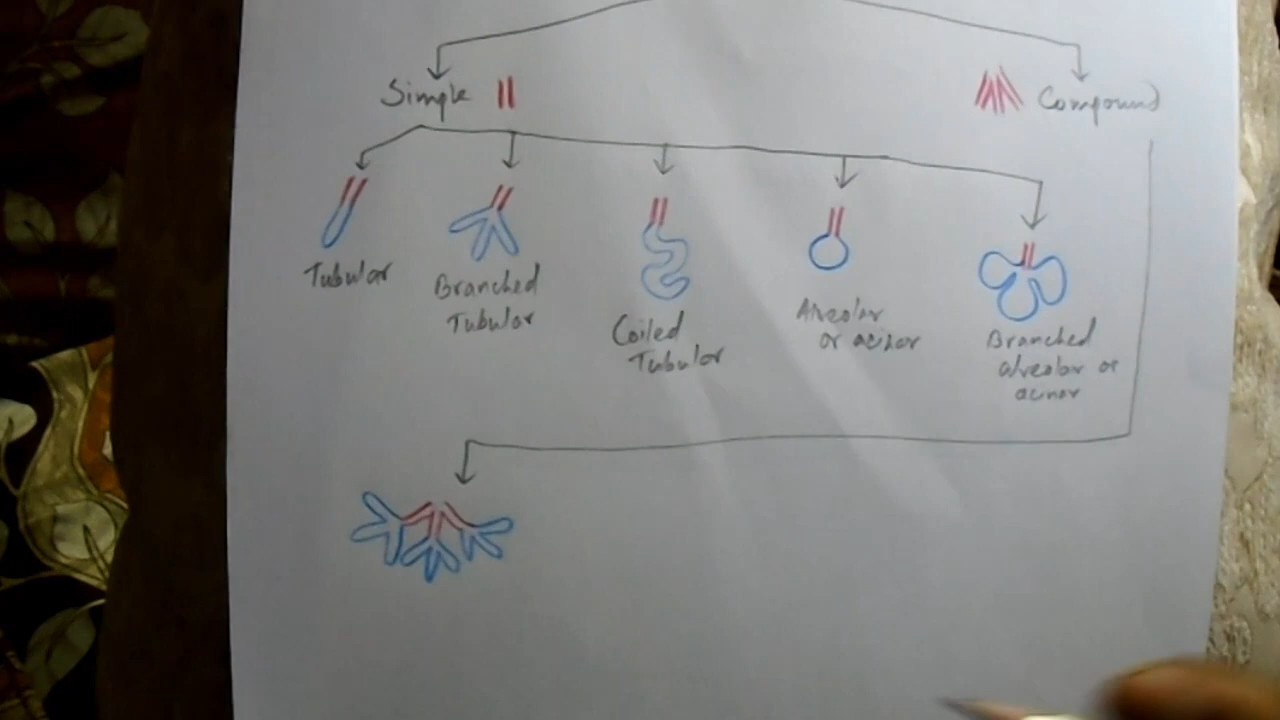 Simple
Compound
Tubular
Branched
Tubular
Coiled
Tubular
Alveolar
or acinar
Branched
alveolar or
acinar